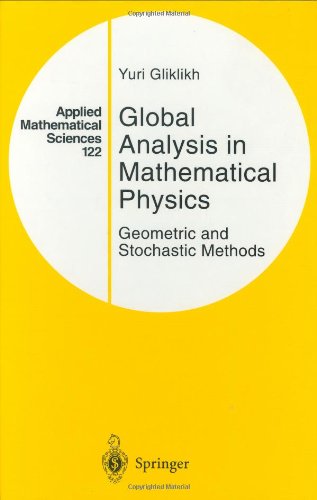 Copyrighted Material
Yuri Gliklikh
Applied
Mathematical
Sciences
122
Global
Analysis in
Mathematical
Physics
Geometric and
Stochastic Methods
Springer
Copyrighted Material